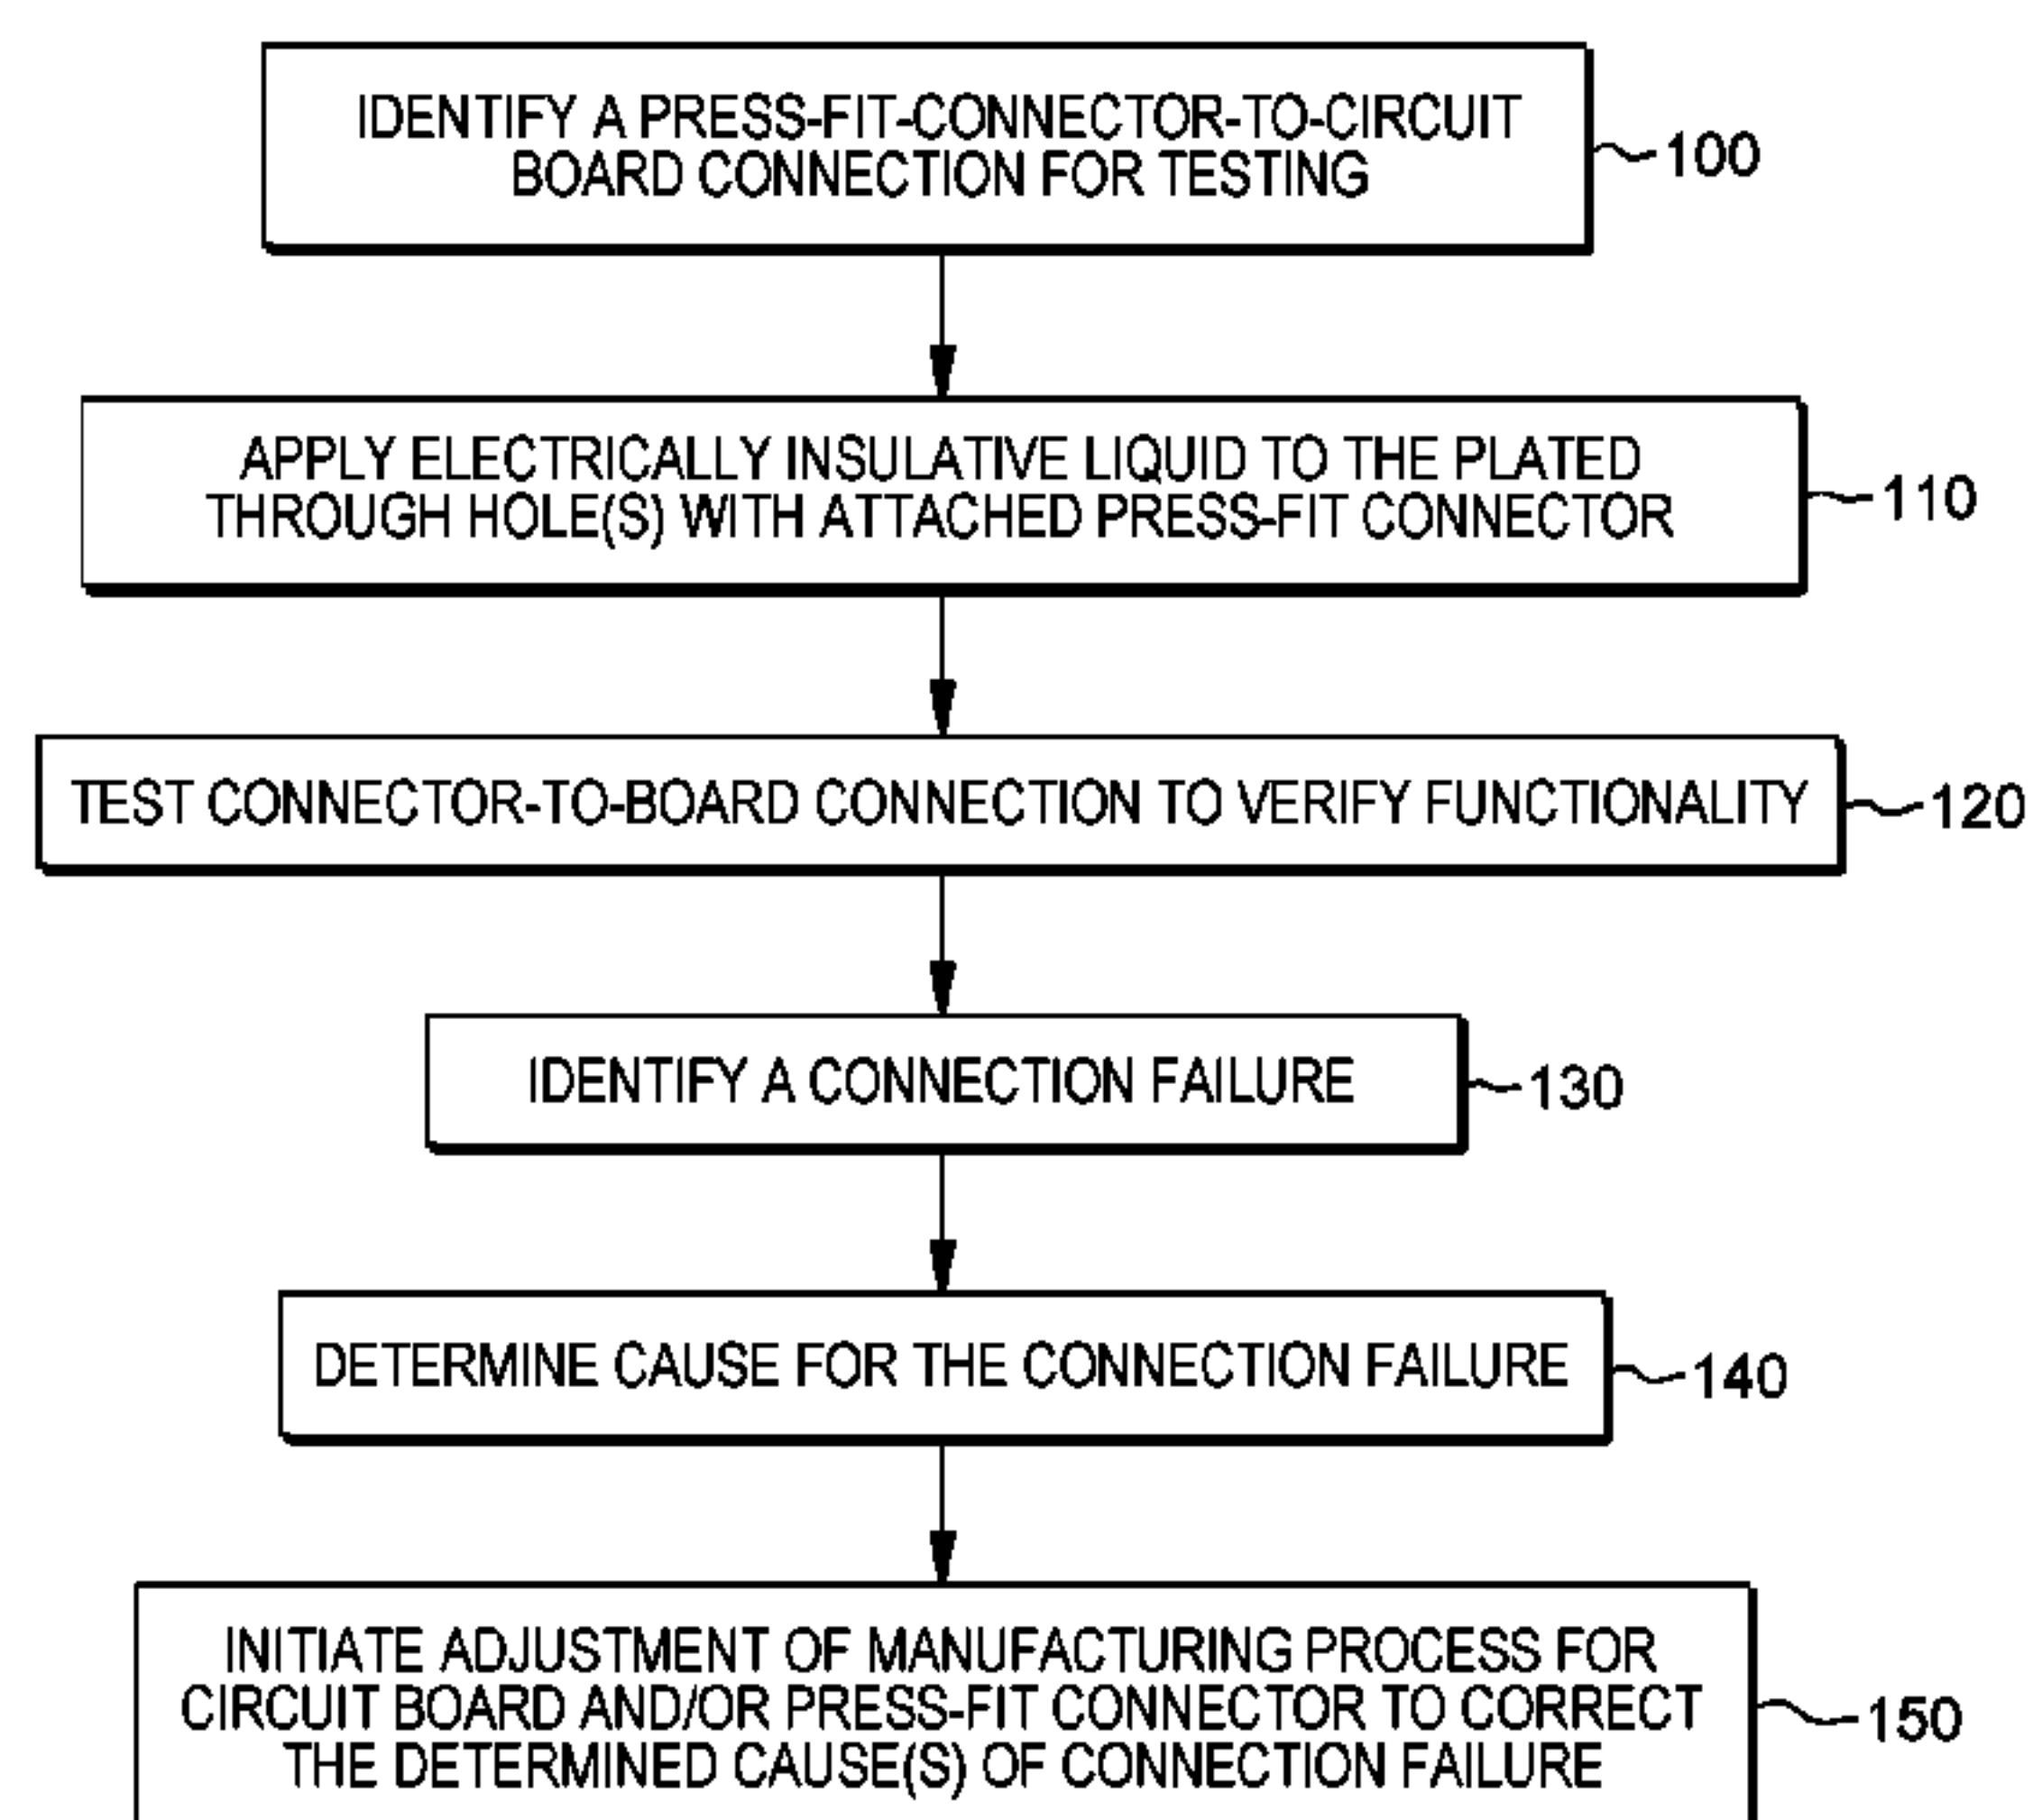 IDENTIFY A PRESS-FIT-CONNECTOR-TO-CIRCUIT
BOARD CONNECTION FOR TESTING
100
APPLY ELECTRICALLY INSULATIVE LIQUID TO THE PLATED
THROUGH HOLE(S) WITH ATTACHED PRESS-FIT CONNECTOR
110
TEST CONNECTOR-TO-BOARD CONNECTION TO VERIFY FUNCTIONALITY
120
IDENTIFY A CONNECTION FAILURE
130
DETERMINE CAUSE FOR THE CONNECTION FAILURE
140
INITIATE ADJUSTMENT OF MANUFACTURING PROCESS FOR
CIRCUIT BOARD AND/OR PRESS-FIT CONNECTOR TO CORRECT
THE DETERMINED CAUSE(S) OF CONNECTION FAILURE
150